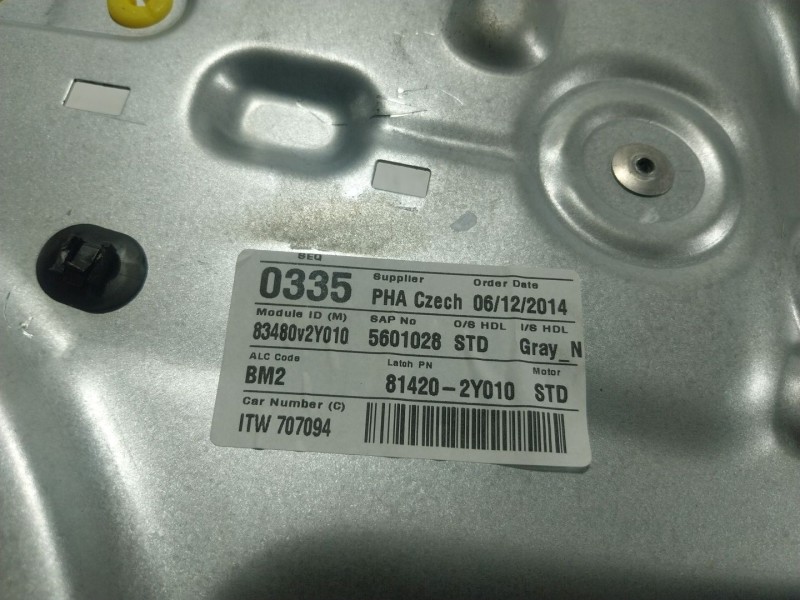 SEQ
0335
Supplier
PHA Czech
Order Date
06/12/2014
Module ID (M)
83480v2Y010
SAP No
5601028
O/S HDL
STD
I/S HDL
Gray_N
ALC Code
BM2
Latch PN
81420-2Y010
Motor
STD
Car Number (C)
ITW 707094